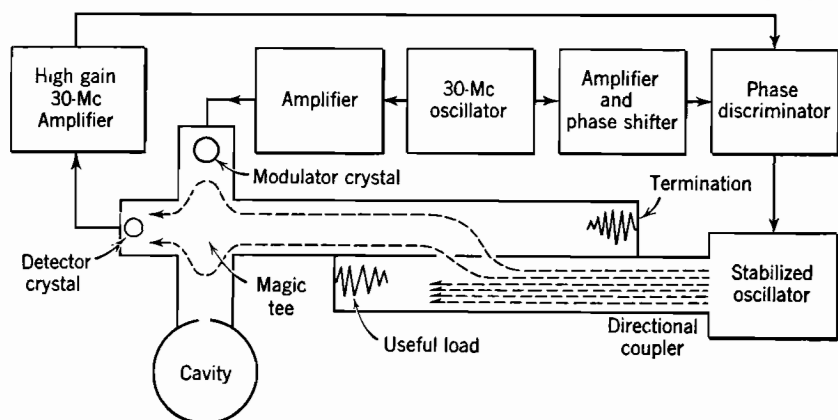 High gain
30-Mc
Amplifier
Amplifier
30-Mc
oscillator
Amplifier
and
phase shifter
Phase
discriminator
Modulator crystal
Termination
Detector
crystal
Magic
tee
Useful load
Directional
coupler
Stabilized
oscillator
Cavity